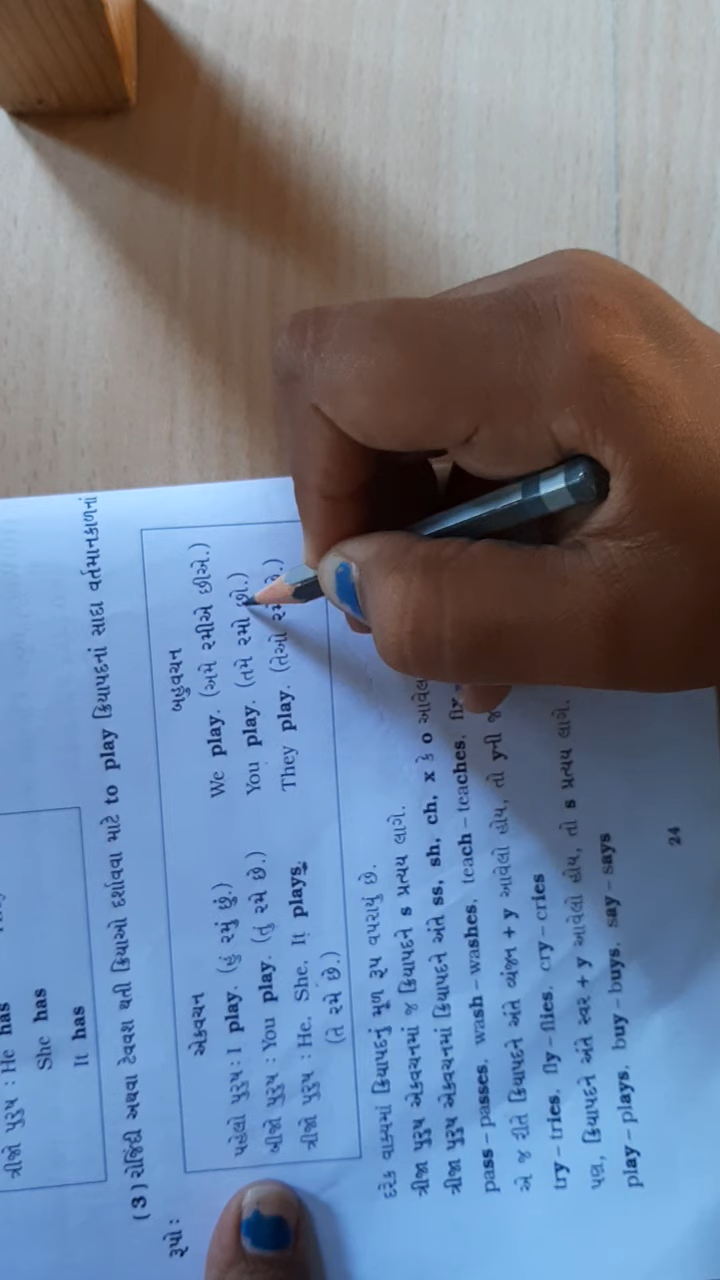 ત્રીજો પુરુષ : He has
She has
It has
(3) રોજિંદી અથવા ટેવવશ થતી ક્રિયાઓ દર્શાવવા માટે to play ક્રિયાપદનાં સાદા વર્તમાનકાળનાં
રૂપો :
એકવચન બહુવચન
પહેલો પુરુષ : I play. (હું રમું છું.) We play. (અમે રમીએ છીએ.)
બીજો પુરુષ : You play. (તું રમે છે.) You play. (તમે રમો છો.)
ત્રીજો પુરુષ : He, She, It plays. They play. (તેઓ
(તે રમે છે.)
દરેક વાક્યમાં ક્રિયાપદનું મૂળ રૂપ વપરાયું છે.
ત્રીજા પુરુષ એકવચનમાં જ ક્રિયાપદને s પ્રત્યય લાગે.
ત્રીજા પુરુષ એકવચનમાં ક્રિયાપદને અંતે ss, sh, ch, x કે o
pass – passes, wash – washes, teach – teaches,
એ જ રીતે ક્રિયાપદને અંતે વ્યંજન + y આવેલો હોય, તો yની જ
try – tries, fly – flies, cry – cries
પણ, ક્રિયાપદને અંતે સ્વર + y આવેલો હોય, તો s પ્રત્યય લાગે.
play – plays, buy – buys, say – says
24